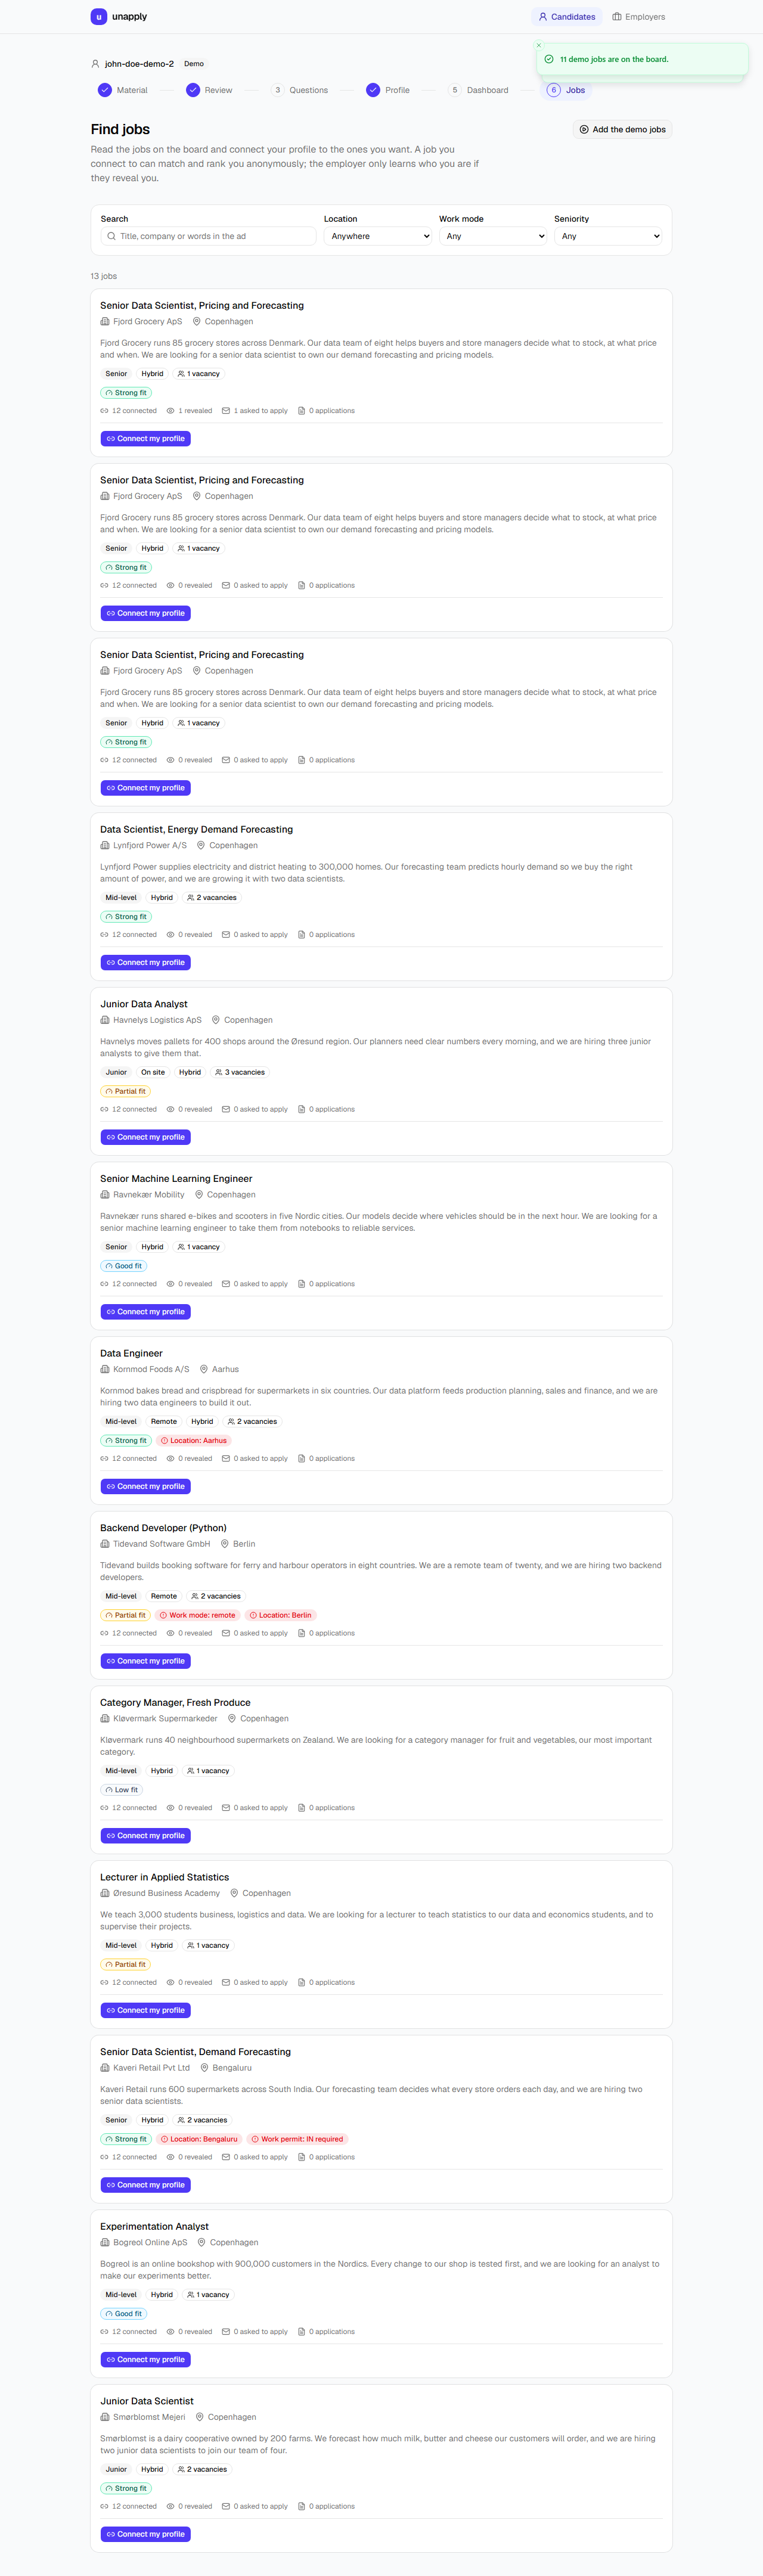 u unapply
Candidates Employers
john-doe-demo-2 Demo
11 demo jobs are on the board.
Material Review 3 Questions Profile 5 Dashboard 6 Jobs
Find jobs
Add the demo jobs
Read the jobs on the board and connect your profile to the ones you want. A job you
connect to can match and rank you anonymously; the employer only learns who you are if
they reveal you.
Search Location Work mode Seniority
Title, company or words in the ad Anywhere Any Any
13 jobs
Senior Data Scientist, Pricing and Forecasting
Fjord Grocery ApS Copenhagen
Fjord Grocery runs 85 grocery stores across Denmark. Our data team of eight helps buyers and store managers decide what to stock, at what price
and when. We are looking for a senior data scientist to own our demand forecasting and pricing models.
Senior Hybrid 1 vacancy
Strong fit
12 connected 1 revealed 1 asked to apply 0 applications
Connect my profile
Senior Data Scientist, Pricing and Forecasting
Fjord Grocery ApS Copenhagen
Fjord Grocery runs 85 grocery stores across Denmark. Our data team of eight helps buyers and store managers decide what to stock, at what price
and when. We are looking for a senior data scientist to own our demand forecasting and pricing models.
Senior Hybrid 1 vacancy
Strong fit
12 connected 0 revealed 0 asked to apply 0 applications
Connect my profile
Senior Data Scientist, Pricing and Forecasting
Fjord Grocery ApS Copenhagen
Fjord Grocery runs 85 grocery stores across Denmark. Our data team of eight helps buyers and store managers decide what to stock, at what price
and when. We are looking for a senior data scientist to own our demand forecasting and pricing models.
Senior Hybrid 1 vacancy
Strong fit
12 connected 0 revealed 0 asked to apply 0 applications
Connect my profile
Data Scientist, Energy Demand Forecasting
Lynfjord Power A/S Copenhagen
Lynfjord Power supplies electricity and district heating to 300,000 homes. Our forecasting team predicts hourly demand so we buy the right
amount of power, and we are growing it with two data scientists.
Mid-level Hybrid 2 vacancies
Strong fit
12 connected 0 revealed 0 asked to apply 0 applications
Connect my profile
Junior Data Analyst
Havnelys Logistics ApS Copenhagen
Havnelys moves pallets for 400 shops around the Øresund region. Our planners need clear numbers every morning, and we are hiring three junior
analysts to give them that.
Junior On site Hybrid 3 vacancies
Partial fit
12 connected 0 revealed 0 asked to apply 0 applications
Connect my profile
Senior Machine Learning Engineer
Ravnekær Mobility Copenhagen
Ravnekær runs shared e-bikes and scooters in five Nordic cities. Our models decide where vehicles should be in the next hour. We are looking for a
senior machine learning engineer to take them from notebooks to reliable services.
Senior Hybrid 1 vacancy
Good fit
12 connected 0 revealed 0 asked to apply 0 applications
Connect my profile
Data Engineer
Kornmod Foods A/S Aarhus
Kornmod bakes bread and crispbread for supermarkets in six countries. Our data platform feeds production planning, sales and finance, and we are
hiring two data engineers to build it out.
Mid-level Remote Hybrid 2 vacancies
Strong fit Location: Aarhus
12 connected 0 revealed 0 asked to apply 0 applications
Connect my profile
Backend Developer (Python)
Tidevand Software GmbH Berlin
Tidevand builds booking software for ferry and harbour operators in eight countries. We are a remote team of twenty, and we are hiring two backend
developers.
Mid-level Remote 2 vacancies
Partial fit Work mode: remote Location: Berlin
12 connected 0 revealed 0 asked to apply 0 applications
Connect my profile
Category Manager, Fresh Produce
Kløvermark Supermarkeder Copenhagen
Kløvermark runs 40 neighbourhood supermarkets on Zealand. We are looking for a category manager for fruit and vegetables, our most important
category.
Mid-level Hybrid 1 vacancy
Low fit
12 connected 0 revealed 0 asked to apply 0 applications
Connect my profile
Lecturer in Applied Statistics
Øresund Business Academy Copenhagen
We teach 3,000 students business, logistics and data. We are looking for a lecturer to teach statistics to our data and economics students, and to
supervise their projects.
Mid-level Hybrid 1 vacancy
Partial fit
12 connected 0 revealed 0 asked to apply 0 applications
Connect my profile
Senior Data Scientist, Demand Forecasting
Kaveri Retail Pvt Ltd Bengaluru
Kaveri Retail runs 600 supermarkets across South India. Our forecasting team decides what every store orders each day, and we are hiring two
senior data scientists.
Senior Hybrid 2 vacancies
Strong fit Location: Bengaluru Work permit: IN required
12 connected 0 revealed 0 asked to apply 0 applications
Connect my profile
Experimentation Analyst
Bogreol Online ApS Copenhagen
Bogreol is an online bookshop with 900,000 customers in the Nordics. Every change to our shop is tested first, and we are looking for an analyst to
make our experiments better.
Mid-level Hybrid 1 vacancy
Good fit
12 connected 0 revealed 0 asked to apply 0 applications
Connect my profile
Junior Data Scientist
Smørblomst Mejeri Copenhagen
Smørblomst is a dairy cooperative owned by 200 farms. We forecast how much milk, butter and cheese our customers will order, and we are hiring
two junior data scientists to join our team of four.
Junior Hybrid 2 vacancies
Strong fit
12 connected 0 revealed 0 asked to apply 0 applications
Connect my profile